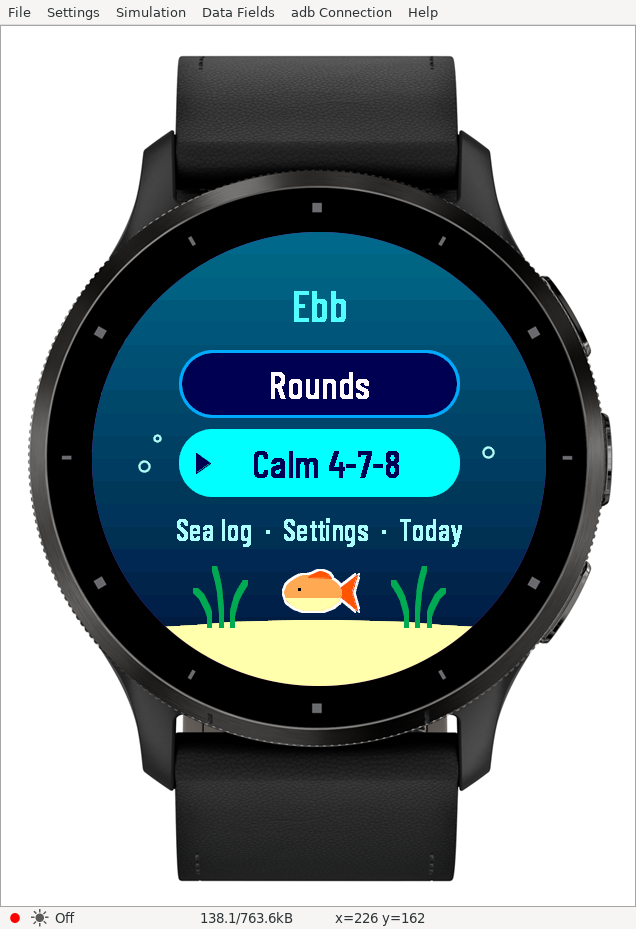 File Settings Simulation Data Fields adb Connection Help
Ebb
Rounds
Calm 4-7-8
Sea log · Settings · Today
Off 138.1/763.6kB x=226 y=162